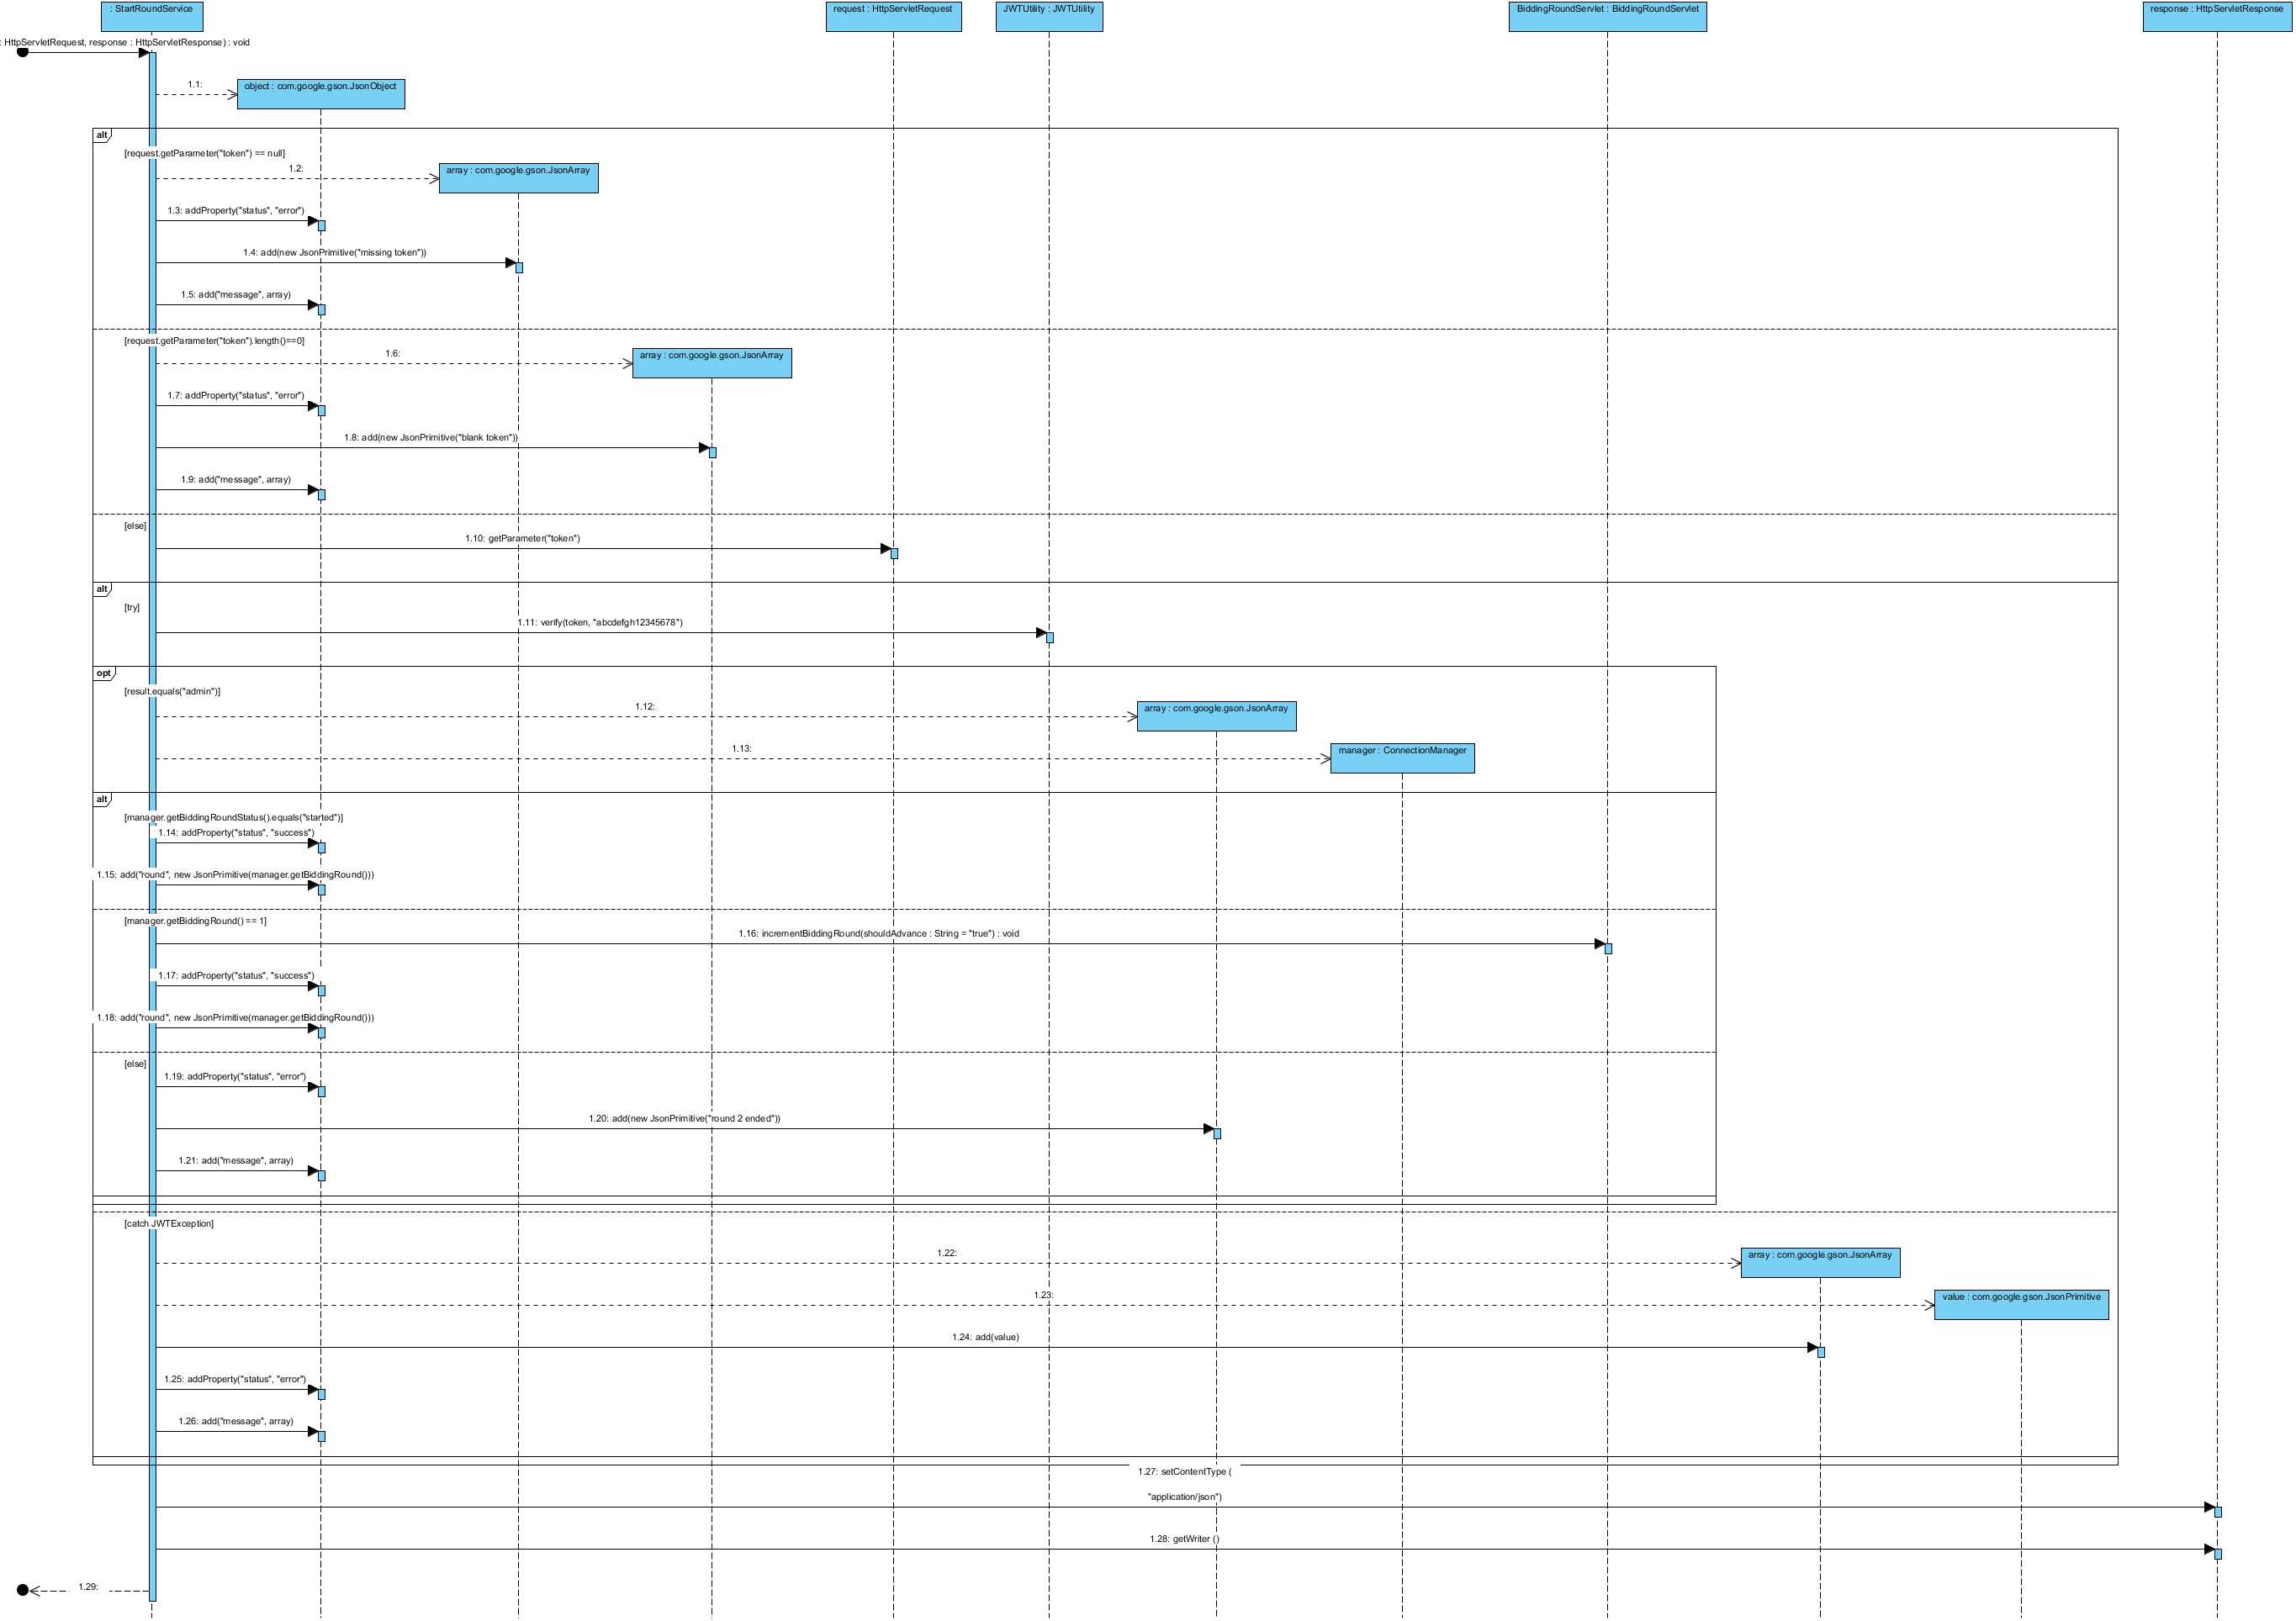 : StartRoundService
request : HttpServletRequest
JWTUtility : JWTUtility
BiddingRoundServlet : BiddingRoundServlet
response : HttpServletResponse
: HttpServletRequest, response : HttpServletResponse) : void
1.1:
object : com.google.gson.JsonObject
alt
[request.getParameter("token") == null]
1.2:
array : com.google.gson.JsonArray
1.3: addProperty("status", "error")
1.4: add(new JsonPrimitive("missing token"))
1.5: add("message", array)
[request.getParameter("token").length()==0]
1.6:
array : com.google.gson.JsonArray
1.7: addProperty("status", "error")
1.8: add(new JsonPrimitive("blank token"))
1.9: add("message", array)
[else]
1.10: getParameter("token")
alt
[try]
1.11: verify(token, "abcdefgh12345678")
opt
[result.equals("admin")]
1.12:
array : com.google.gson.JsonArray
1.13:
manager : ConnectionManager
alt
[manager.getBiddingRoundStatus().equals("started")]
1.14: addProperty("status", "success")
1.15: add("round", new JsonPrimitive(manager.getBiddingRound()))
[manager.getBiddingRound() == 1]
1.16: incrementBiddingRound(shouldAdvance : String = "true") : void
1.17: addProperty("status", "success")
1.18: add("round", new JsonPrimitive(manager.getBiddingRound()))
[else]
1.19: addProperty("status", "error")
1.20: add(new JsonPrimitive("round 2 ended"))
1.21: add("message", array)
[catch JWTException]
1.22:
array : com.google.gson.JsonArray
1.23:
value : com.google.gson.JsonPrimitive
1.24: add(value)
1.25: addProperty("status", "error")
1.26: add("message", array)
1.27: setContentType (
"application/json")
1.28: getWriter ()
1.29: